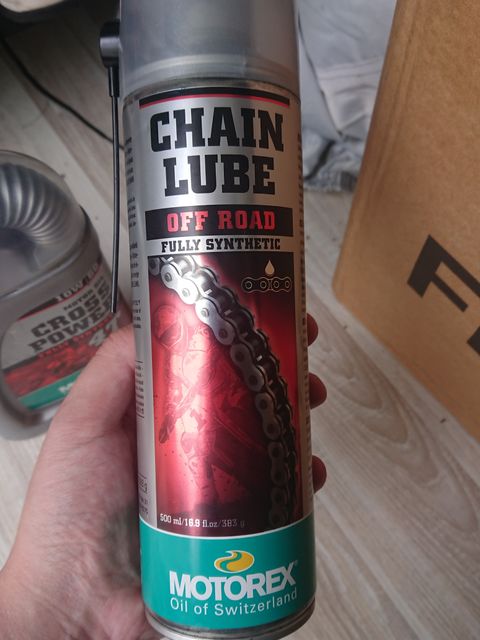 CHAIN
LUBE
OFF ROAD
FULLY SYNTHETIC
500 ml/16.9 fl.oz/383 g
MOTOREX
Oil of Switzerland
10W
CROSS
POWER